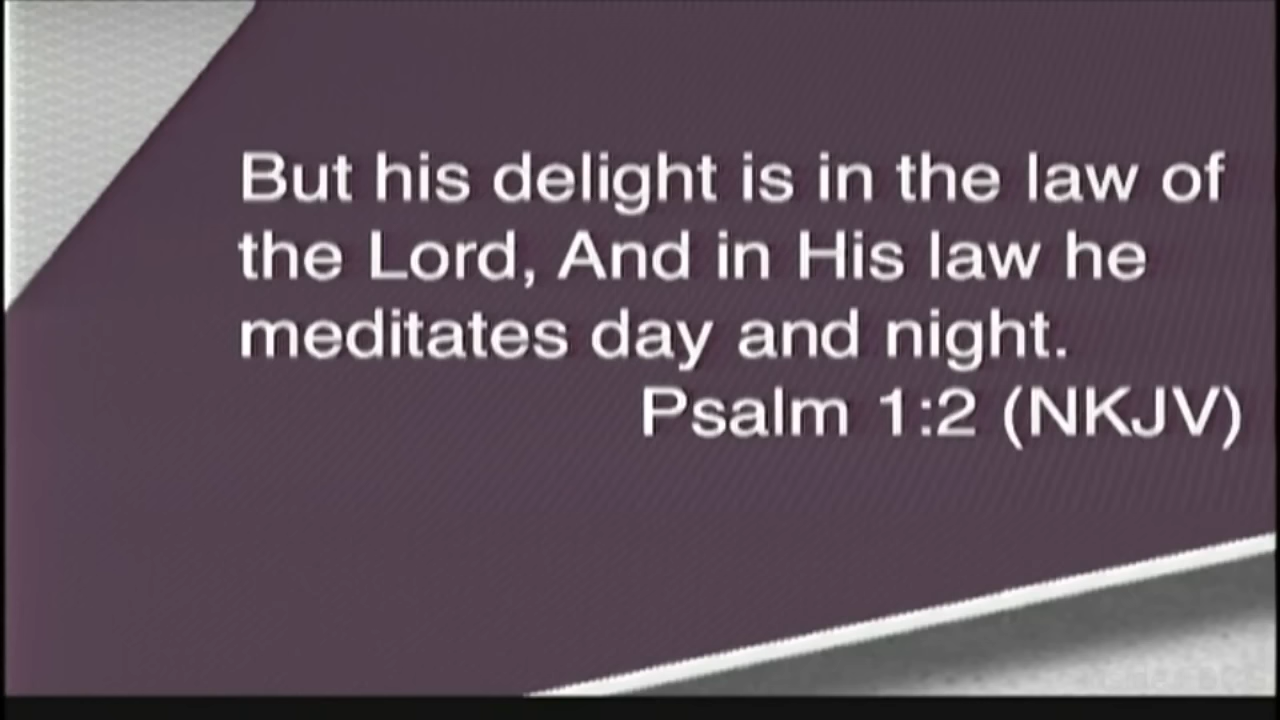 But his delight is in the law of
the Lord, And in His law he
meditates day and night.
Psalm 1:2 (NKJV)